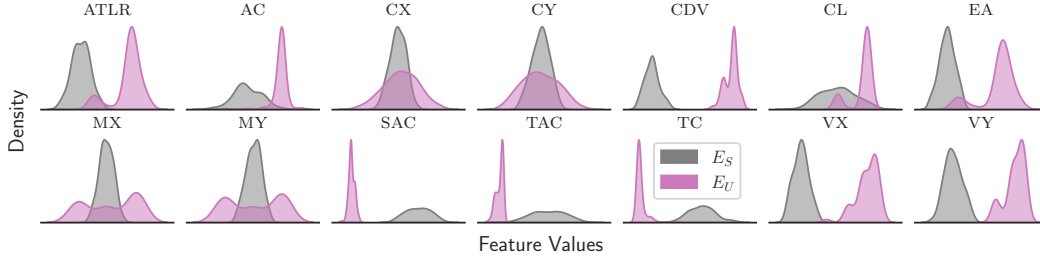 ATLR AC CX CY CDV CL EA
Density
MX MY SAC TAC TC VX VY
E_S
E_U
Feature Values